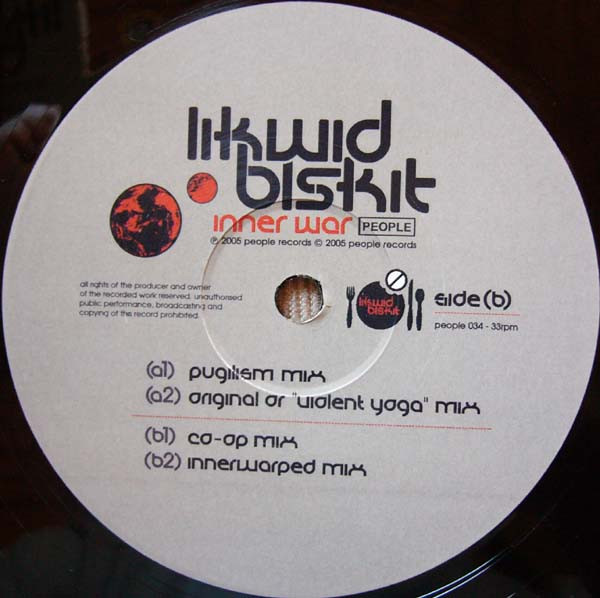 likwid
biskit
inner war PEOPLE
℗ 2005 people records © 2005 people records
all rights of the producer and owner
of the recorded work reserved. unauthorised
public performance, broadcasting and
copying of the record prohibited.
likwid
biskit
side (b)
people 034 - 33rpm
(a1) pugilism mix
(a2) original or "violent yoga" mix
(b1) co-op mix
(b2) innerwarped mix